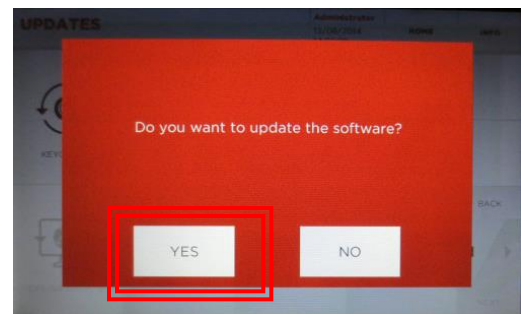 UPDATES
Administrator
HOME
INFO
Do you want to update the software?
BACK
YES
NO